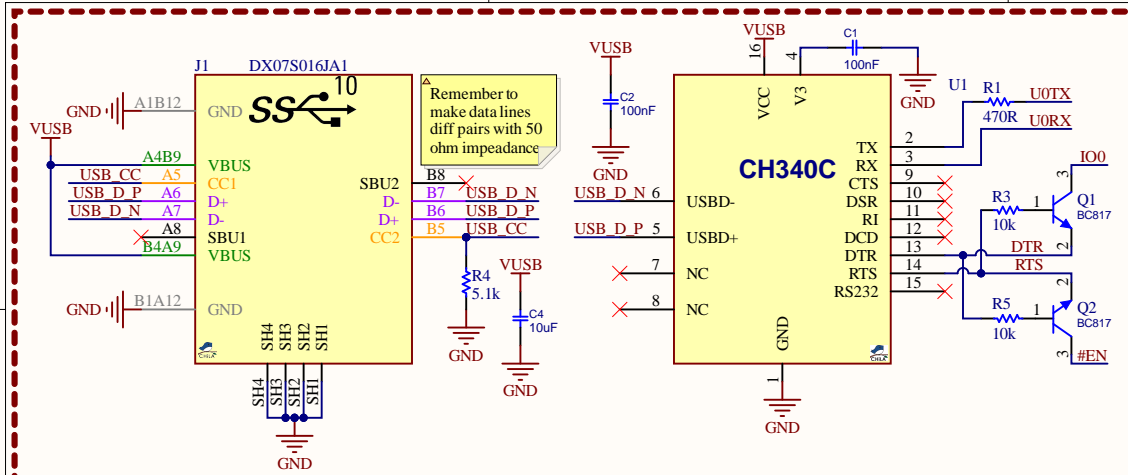 J1
DX07S016JA1
SS
10
GND
A1B12
GND
VUSB
A4B9
VBUS
USB_CC
A5
CC1
USB_D_P
A6
D+
USB_D_N
A7
D-
A8
SBU1
B4A9
VBUS
GND
B1A12
GND
SBU2
B8
D-
B7
USB_D_N
D+
B6
USB_D_P
CC2
B5
USB_CC
Remember to
make data lines
diff pairs with 50
ohm impeadance
R4
5.1k
GND
VUSB
C4
10uF
GND
SH4
SH3
SH2
SH1
SH4
SH3
SH2
SH1
GND
CHILA
VUSB
C2
100nF
GND
VUSB
16
VCC
4
V3
C1
100nF
GND
U1
CH340C
USB_D_N
6
USBD-
USB_D_P
5
USBD+
7
NC
8
NC
TX
2
RX
3
CTS
9
DSR
10
RI
11
DCD
12
DTR
13
RTS
14
RS232
15
GND
1
GND
CHILA
R1
470R
U0TX
U0RX
IO0
3
R3
10k
1
Q1
BC817
2
DTR
RTS
2
R5
10k
1
Q2
BC817
3
#EN